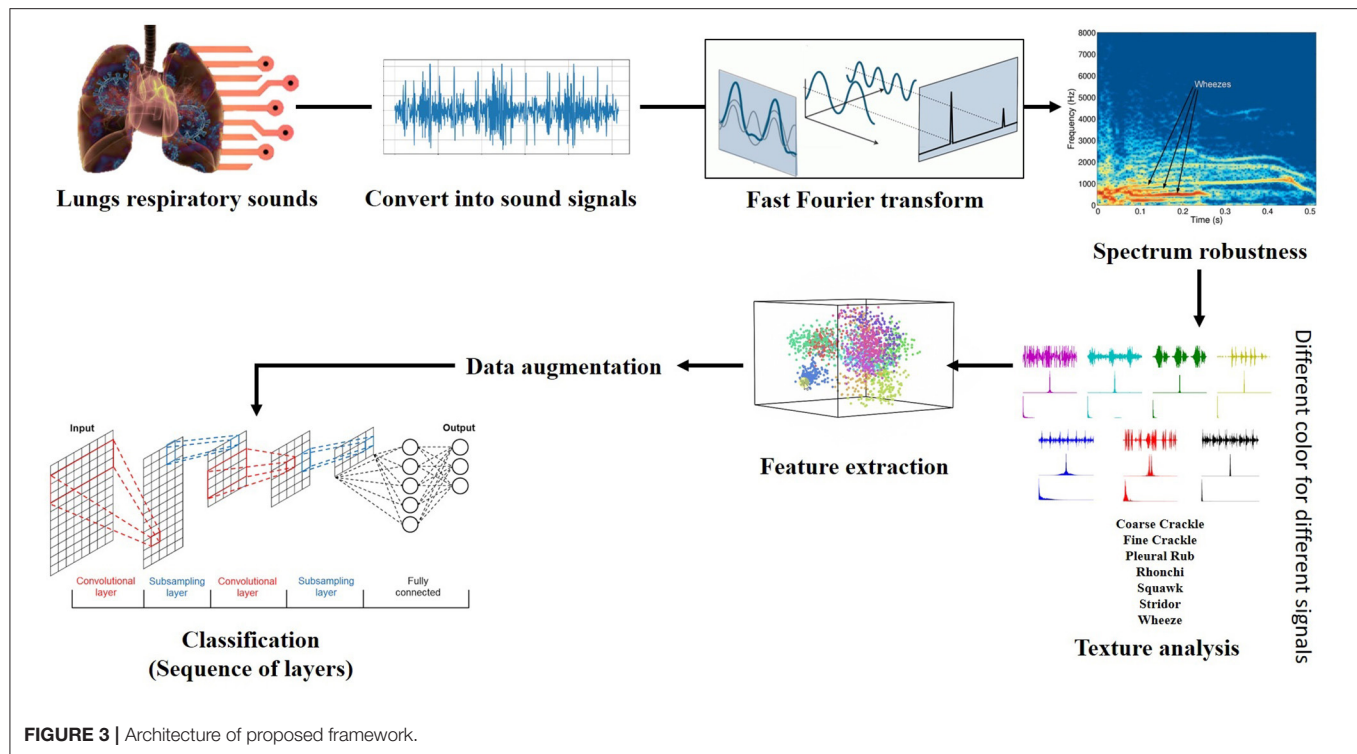 Lungs respiratory sounds
Convert into sound signals
Fast Fourier transform
8000
7000
6000
5000
4000
3000
2000
1000
0
Frequency (Hz)
Wheezes
0
0.1
0.2
0.3
0.4
0.5
Time (s)
Spectrum robustness
Different color for different signals
Coarse Crackle
Fine Crackle
Pleural Rub
Rhonchi
Squawk
Stridor
Wheeze
Texture analysis
Feature extraction
Data augmentation
Input
Output
Convolutional
layer
Subsampling
layer
Convolutional
layer
Subsampling
layer
Fully
connected
Classification
(Sequence of layers)
FIGURE 3 | Architecture of proposed framework.